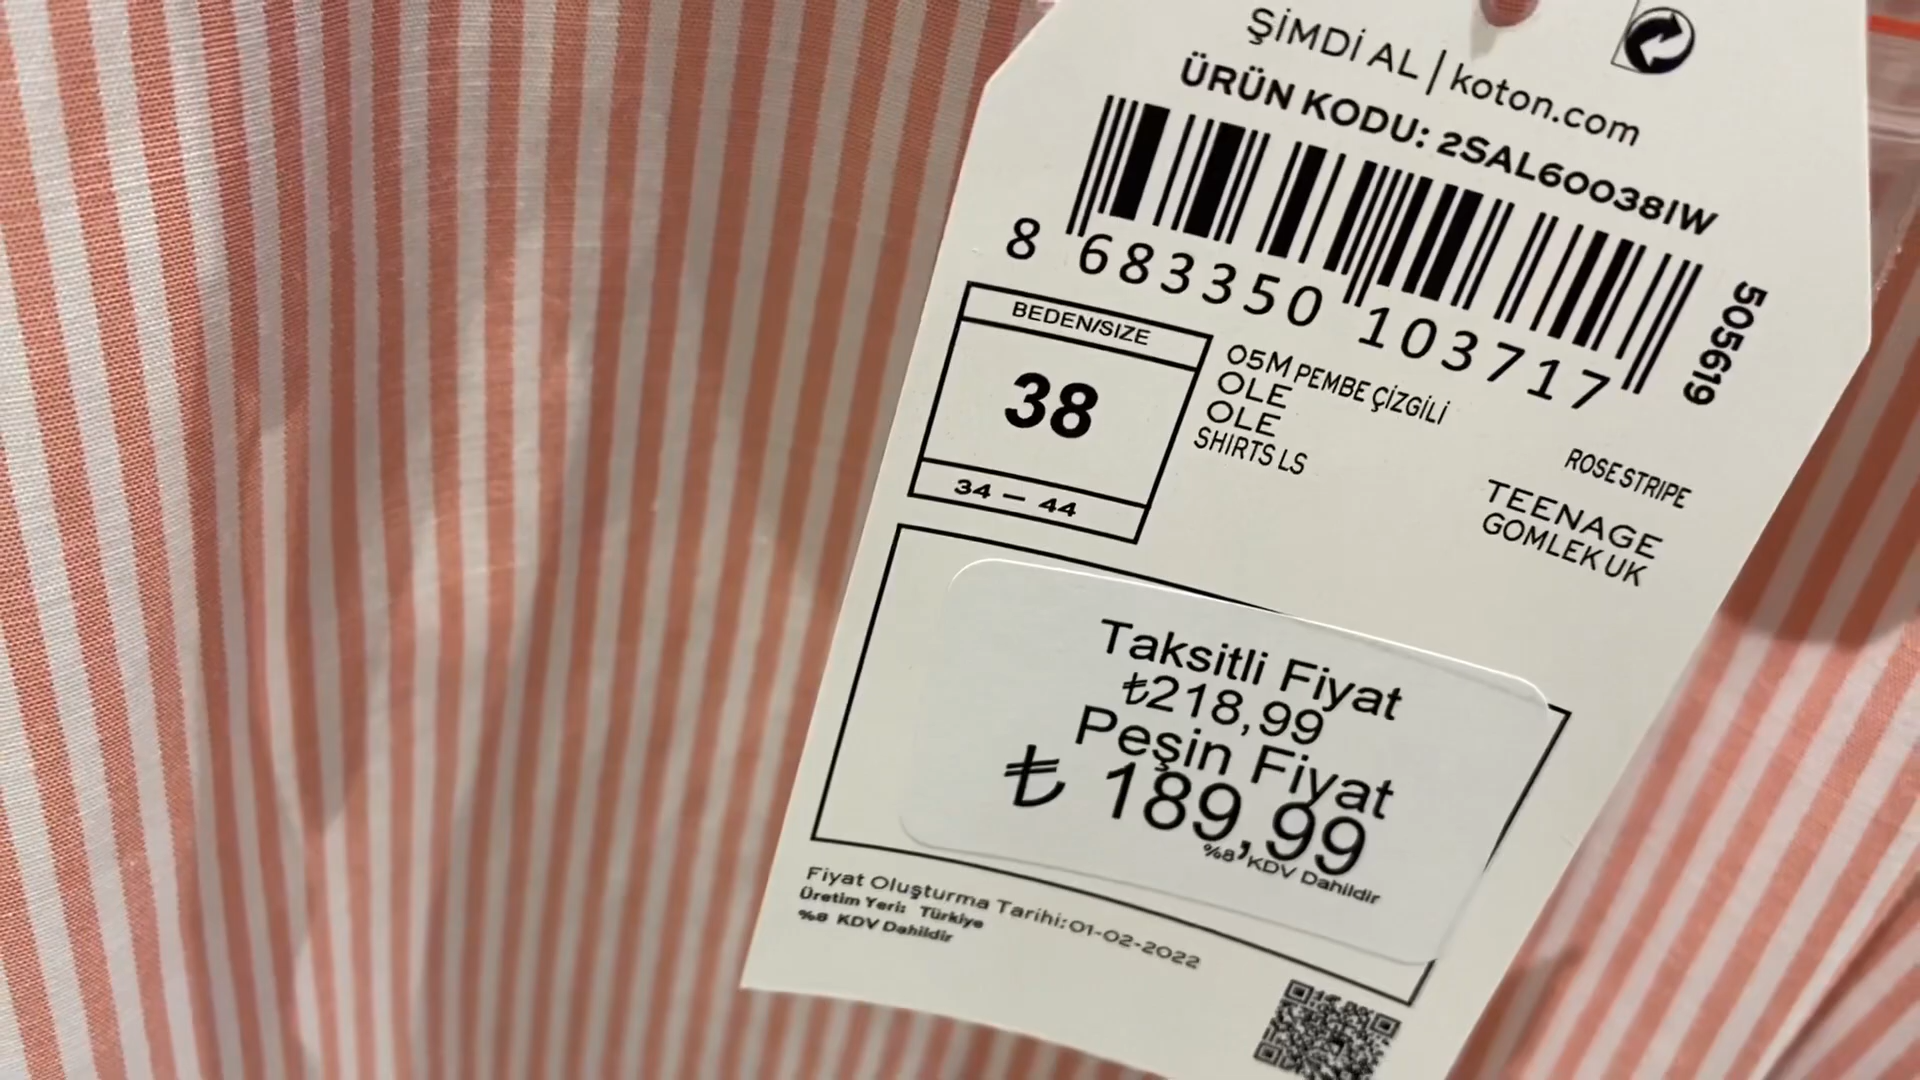 ŞİMDİ AL | koton.com
ÜRÜN KODU: 2SAL60038IW
8 683350 103717
505619
BEDEN/SIZE
38
34 – 44
05M PEMBE ÇİZGİLİ
OLE
OLE
SHIRTS LS
ROSE STRIPE
TEENAGE
GOMLEK UK
Taksitli Fiyat
₺218,99
Peşin Fiyat
₺ 189,99
%8 KDV Dahildir
Fiyat Oluşturma Tarihi:01-02-2022
Üretim Yeri: Türkiye
%8 KDV Dahildir